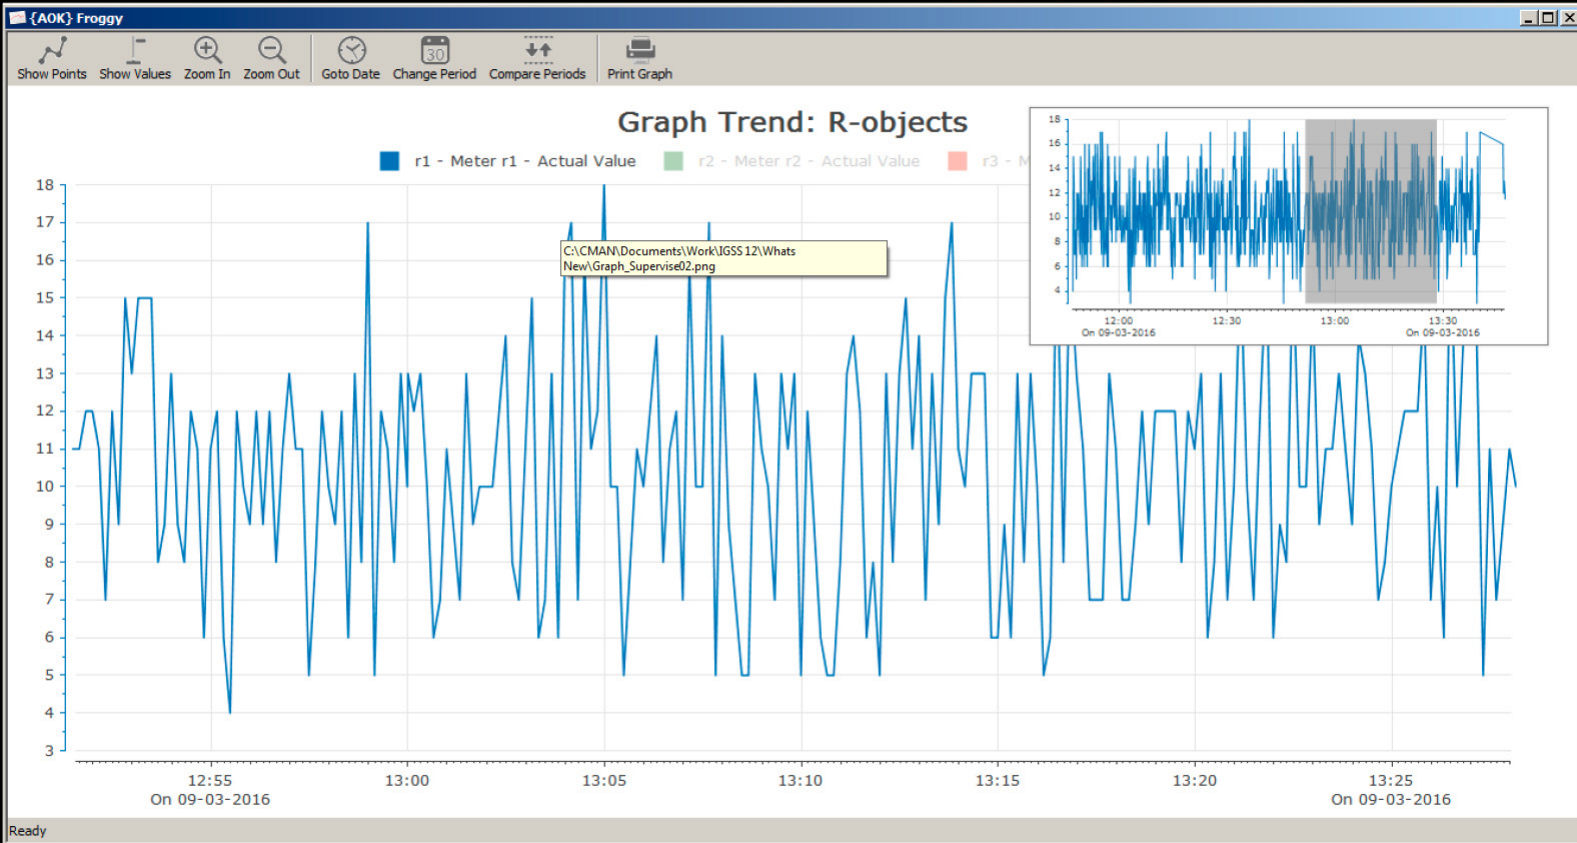 {AOK} Froggy
Show Points Show Values Zoom In Zoom Out Goto Date 30 Change Period Compare Periods Print Graph
Graph Trend: R-objects
r1 - Meter r1 - Actual Value r2 - Meter r2 - Actual Value r3 - M
18
17
16
15
14
13
12
11
10
9
8
7
6
5
4
3
C:\CMAN\Documents\Work\IGSS12\Whats
New\Graph_Supervise02.png
18
16
14
12
10
8
6
4
12:00 12:30 13:00 13:30
On 09-03-2016 On 09-03-2016
12:55 13:00 13:05 13:10 13:15 13:20 13:25
On 09-03-2016 On 09-03-2016
Ready